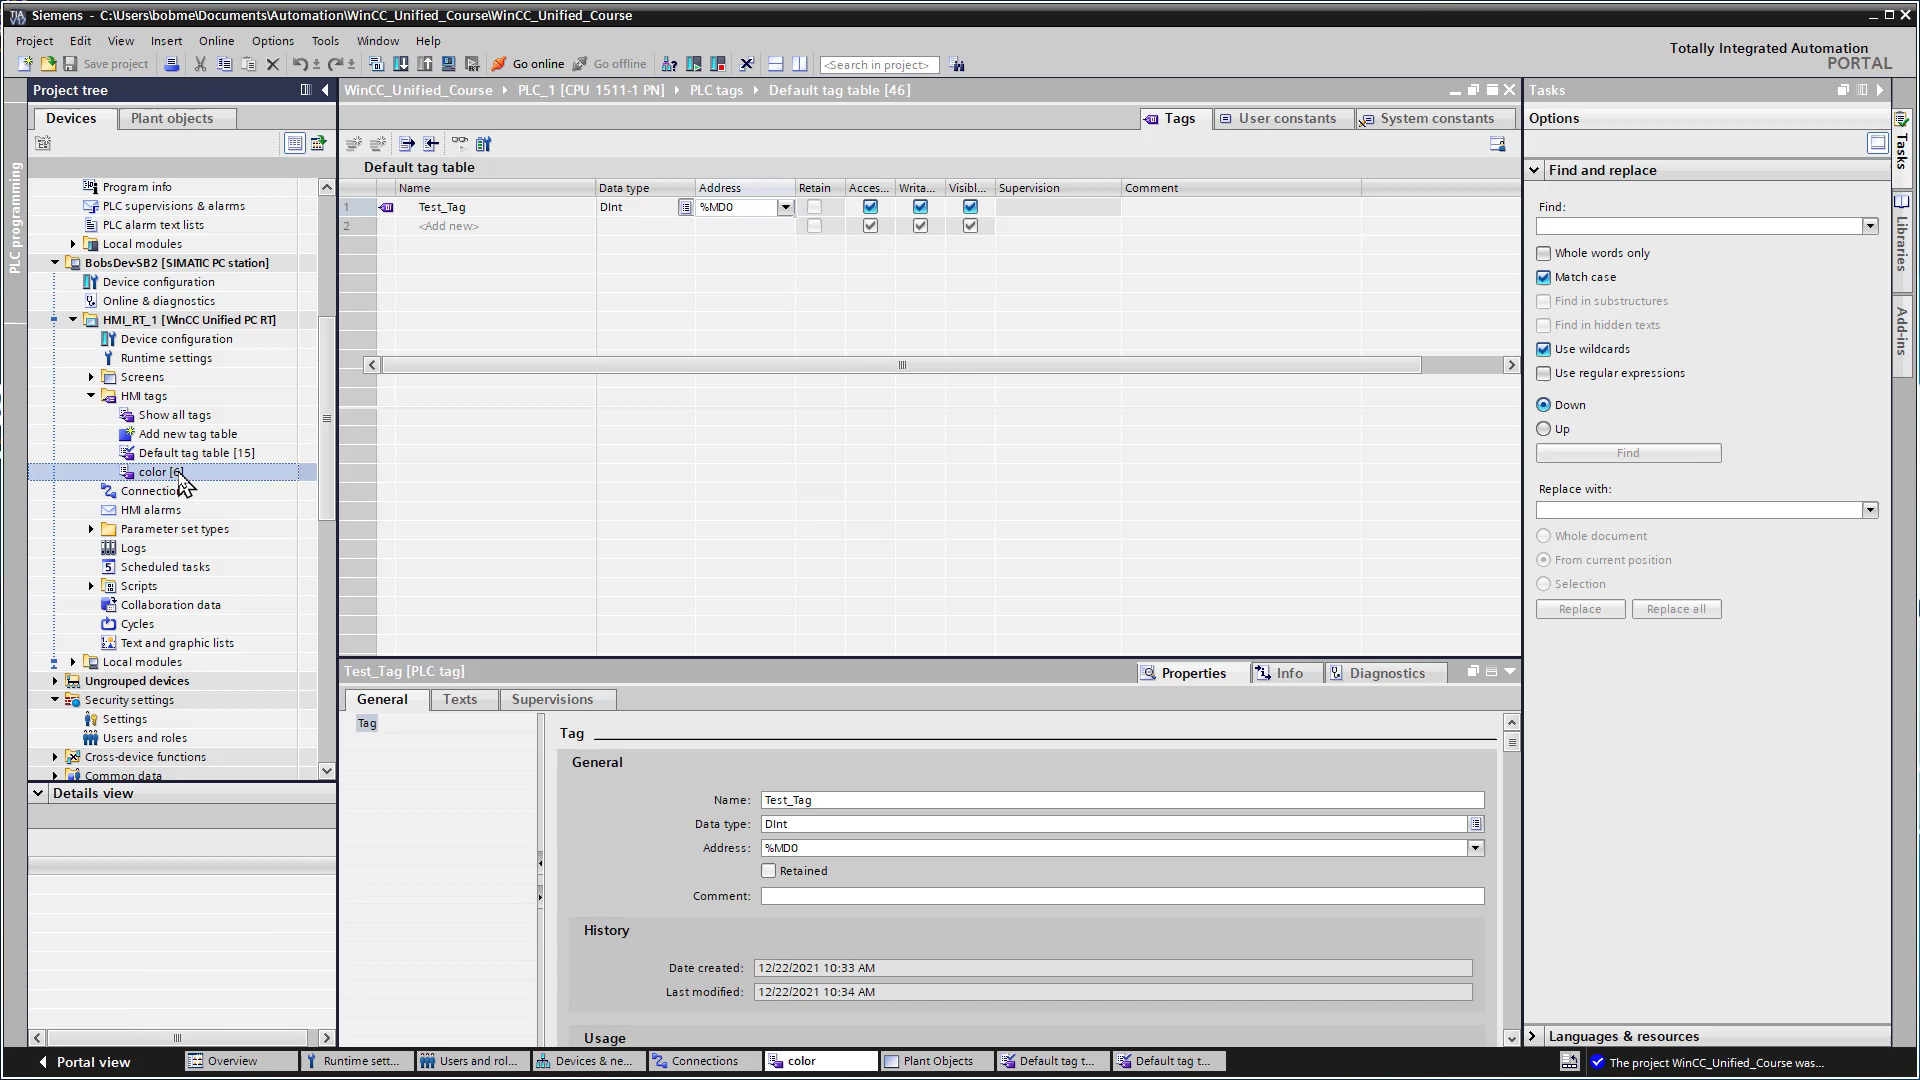 Siemens - C:\Users\bobme\Documents\Automation\WinCC_Unified_Course\WinCC_Unified_Course
Project Edit View Insert Online Options Tools Window Help
Totally Integrated Automation
PORTAL
Save project
Go online
Go offline
<Search in project>
Project tree
Devices
Plant objects
PLC programming
Program info
PLC supervisions & alarms
PLC alarm text lists
Local modules
BobsDev-SB2 [SIMATIC PC station]
Device configuration
Online & diagnostics
HMI_RT_1 [WinCC Unified PC RT]
Device configuration
Runtime settings
Screens
HMI tags
Show all tags
Add new tag table
Default tag table [15]
color [6]
Connection
HMI alarms
Parameter set types
Logs
Scheduled tasks
Scripts
Collaboration data
Cycles
Text and graphic lists
Local modules
Ungrouped devices
Security settings
Settings
Users and roles
Cross-device functions
Common data
Details view
WinCC_Unified_Course PLC_1 [CPU 1511-1 PN] PLC tags Default tag table [46]
Tags
User constants
System constants
Default tag table
Name Data type Address Retain Acces... Writa... Visibl... Supervision Comment
1 Test_Tag DInt %MD0
2 <Add new>
Test_Tag [PLC tag]
Properties
Info
Diagnostics
General
Texts
Supervisions
Tag
Tag
General
Name: Test_Tag
Data type: DInt
Address: %MD0
Retained
Comment:
History
Date created: 12/22/2021 10:33 AM
Last modified: 12/22/2021 10:34 AM
Usage
Tasks
Options
Find and replace
Find:
Whole words only
Match case
Find in substructures
Find in hidden texts
Use wildcards
Use regular expressions
Down
Up
Find
Replace with:
Whole document
From current position
Selection
Replace
Replace all
Languages & resources
Tasks
Libraries
Add-ins
Portal view
Overview
Runtime sett...
Users and rol...
Devices & ne...
Connections
color
Plant Objects
Default tag t...
Default tag t...
The project WinCC_Unified_Course was...